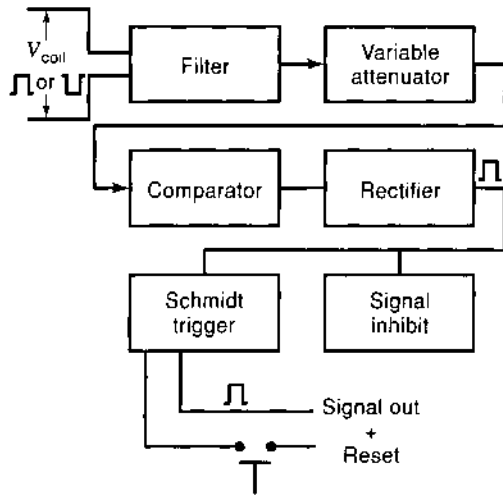 V coil
or
Filter
Variable
attenuator
Comparator
Rectifier
Schmidt
trigger
Signal
inhibit
Signal out
+
Reset